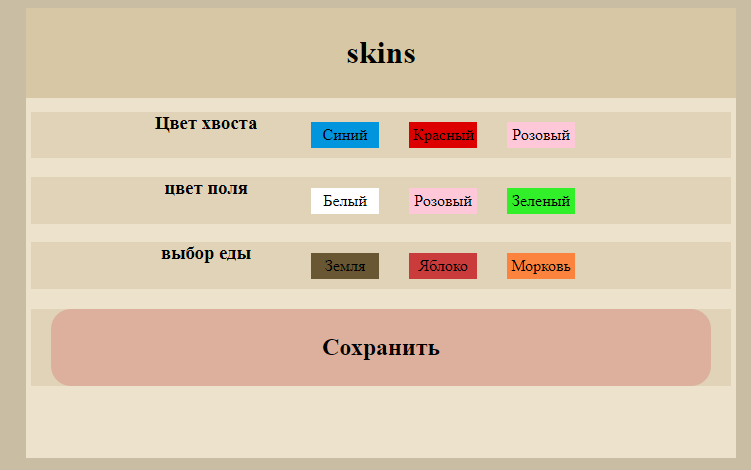 skins
Цвет хвоста Синий Красный Розовый
цвет поля Белый Розовый Зеленый
выбор еды Земля Яблоко Морковь
Сохранить